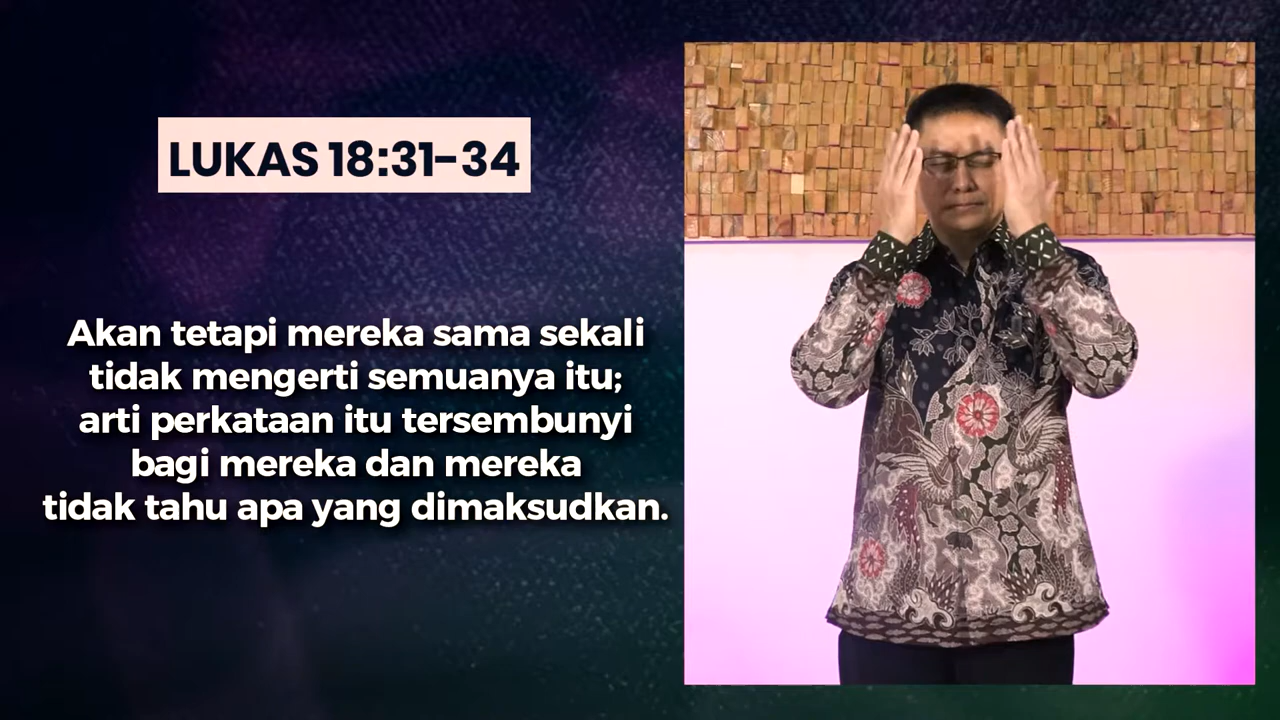 LUKAS 18:31-34
Akan tetapi mereka sama sekali
tidak mengerti semuanya itu;
arti perkataan itu tersembunyi
bagi mereka dan mereka
tidak tahu apa yang dimaksudkan.